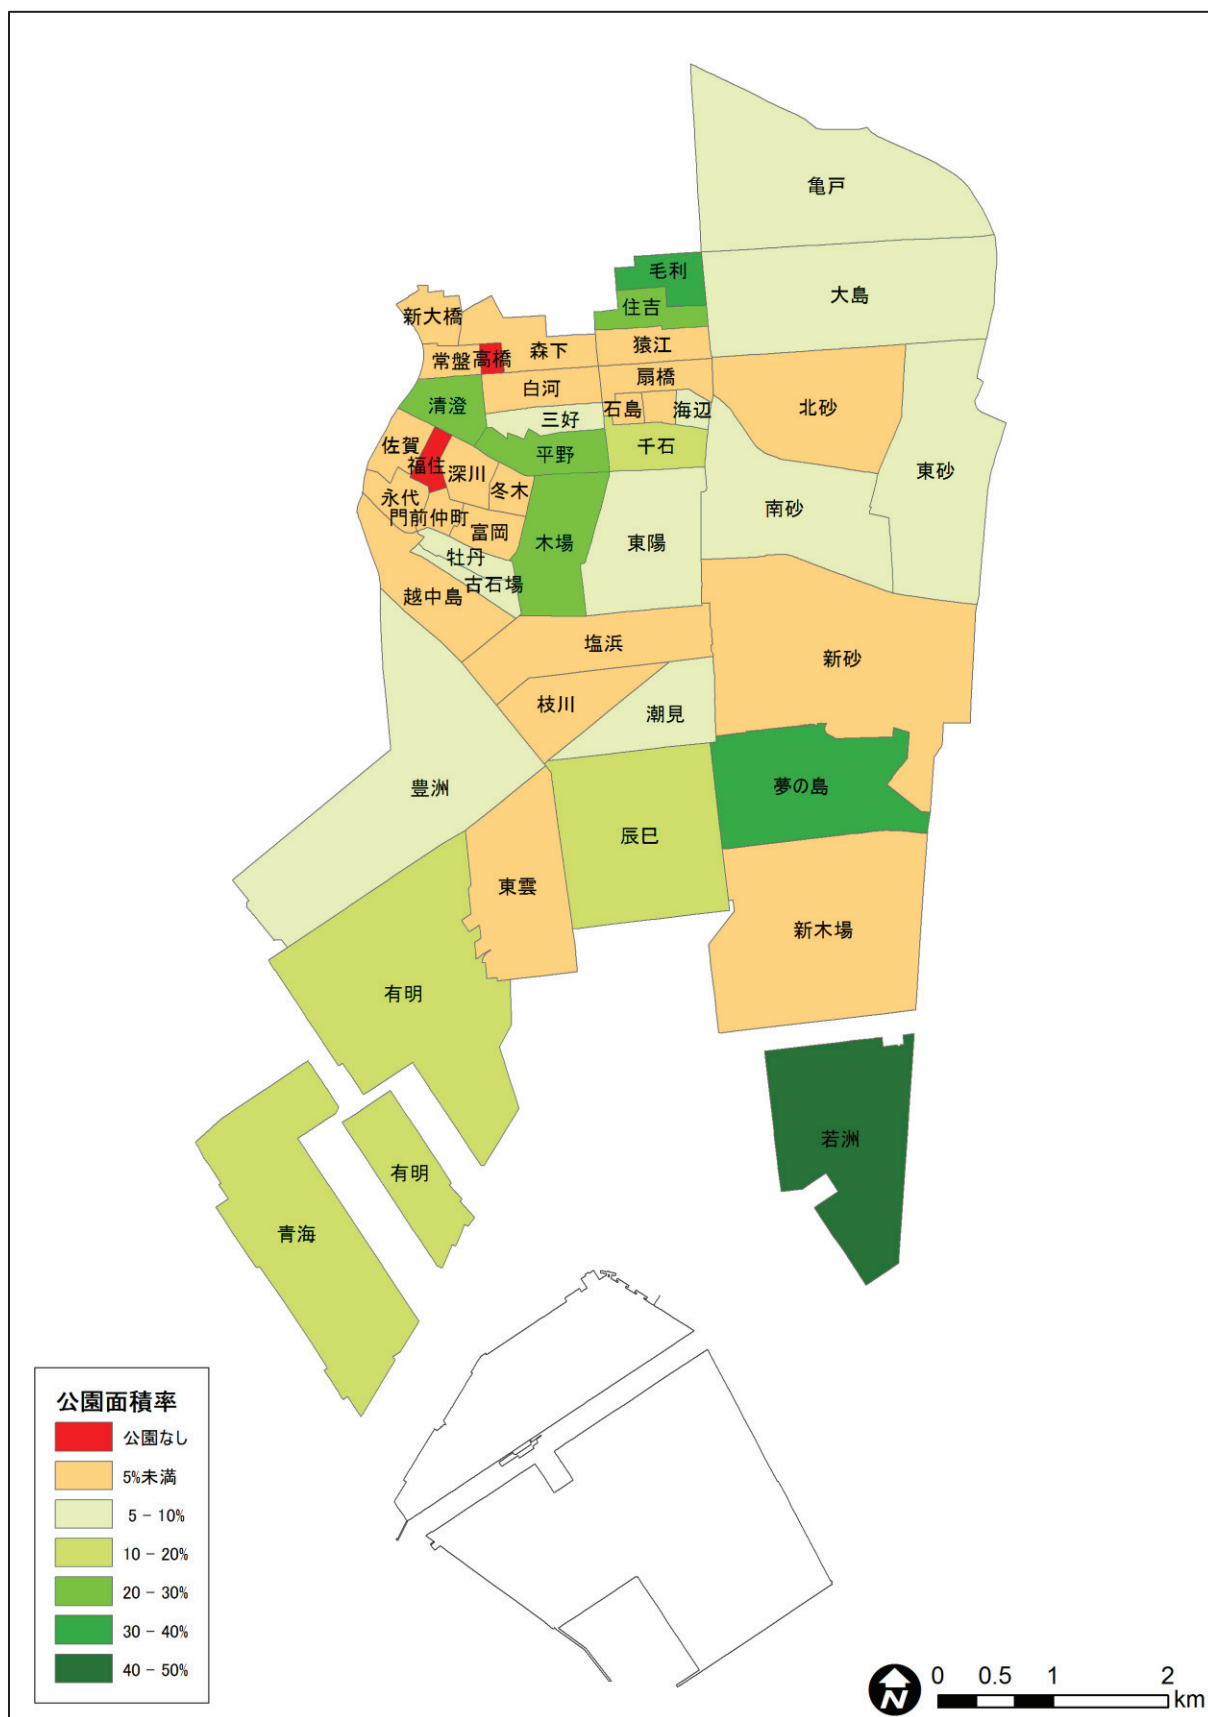 亀戸
毛利
大島
住吉
新大橋
森下
猿江
常盤
高橋
白河
扇橋
清澄
石島
海辺
北砂
三好
佐賀
千石
平野
福住
深川
東砂
永代
冬木
南砂
門前仲町
富岡
木場
東陽
牡丹
古石場
越中島
塩浜
新砂
枝川
潮見
豊洲
夢の島
辰巳
東雲
新木場
有明
若洲
有明
青海
公園面積率
公園なし
5%未満
5 - 10%
10 - 20%
20 - 30%
30 - 40%
40 - 50%
N
0 0.5 1 2
km